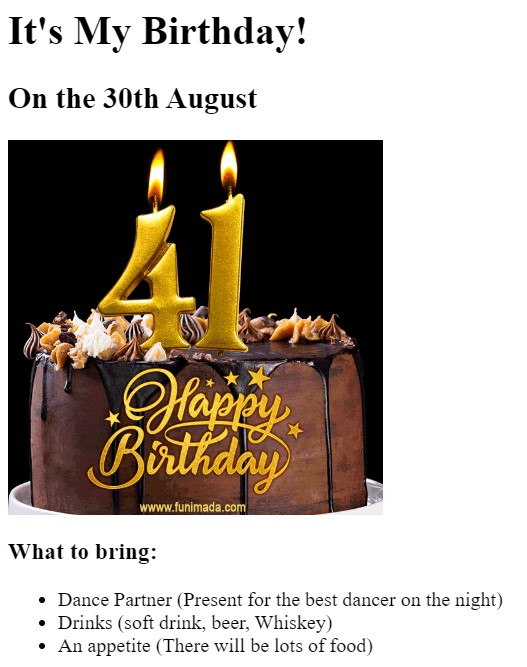 It's My Birthday!
On the 30th August
41
Happy
Birthday
wwww.funimada.com
What to bring:
Dance Partner (Present for the best dancer on the night)
Drinks (soft drink, beer, Whiskey)
An appetite (There will be lots of food)